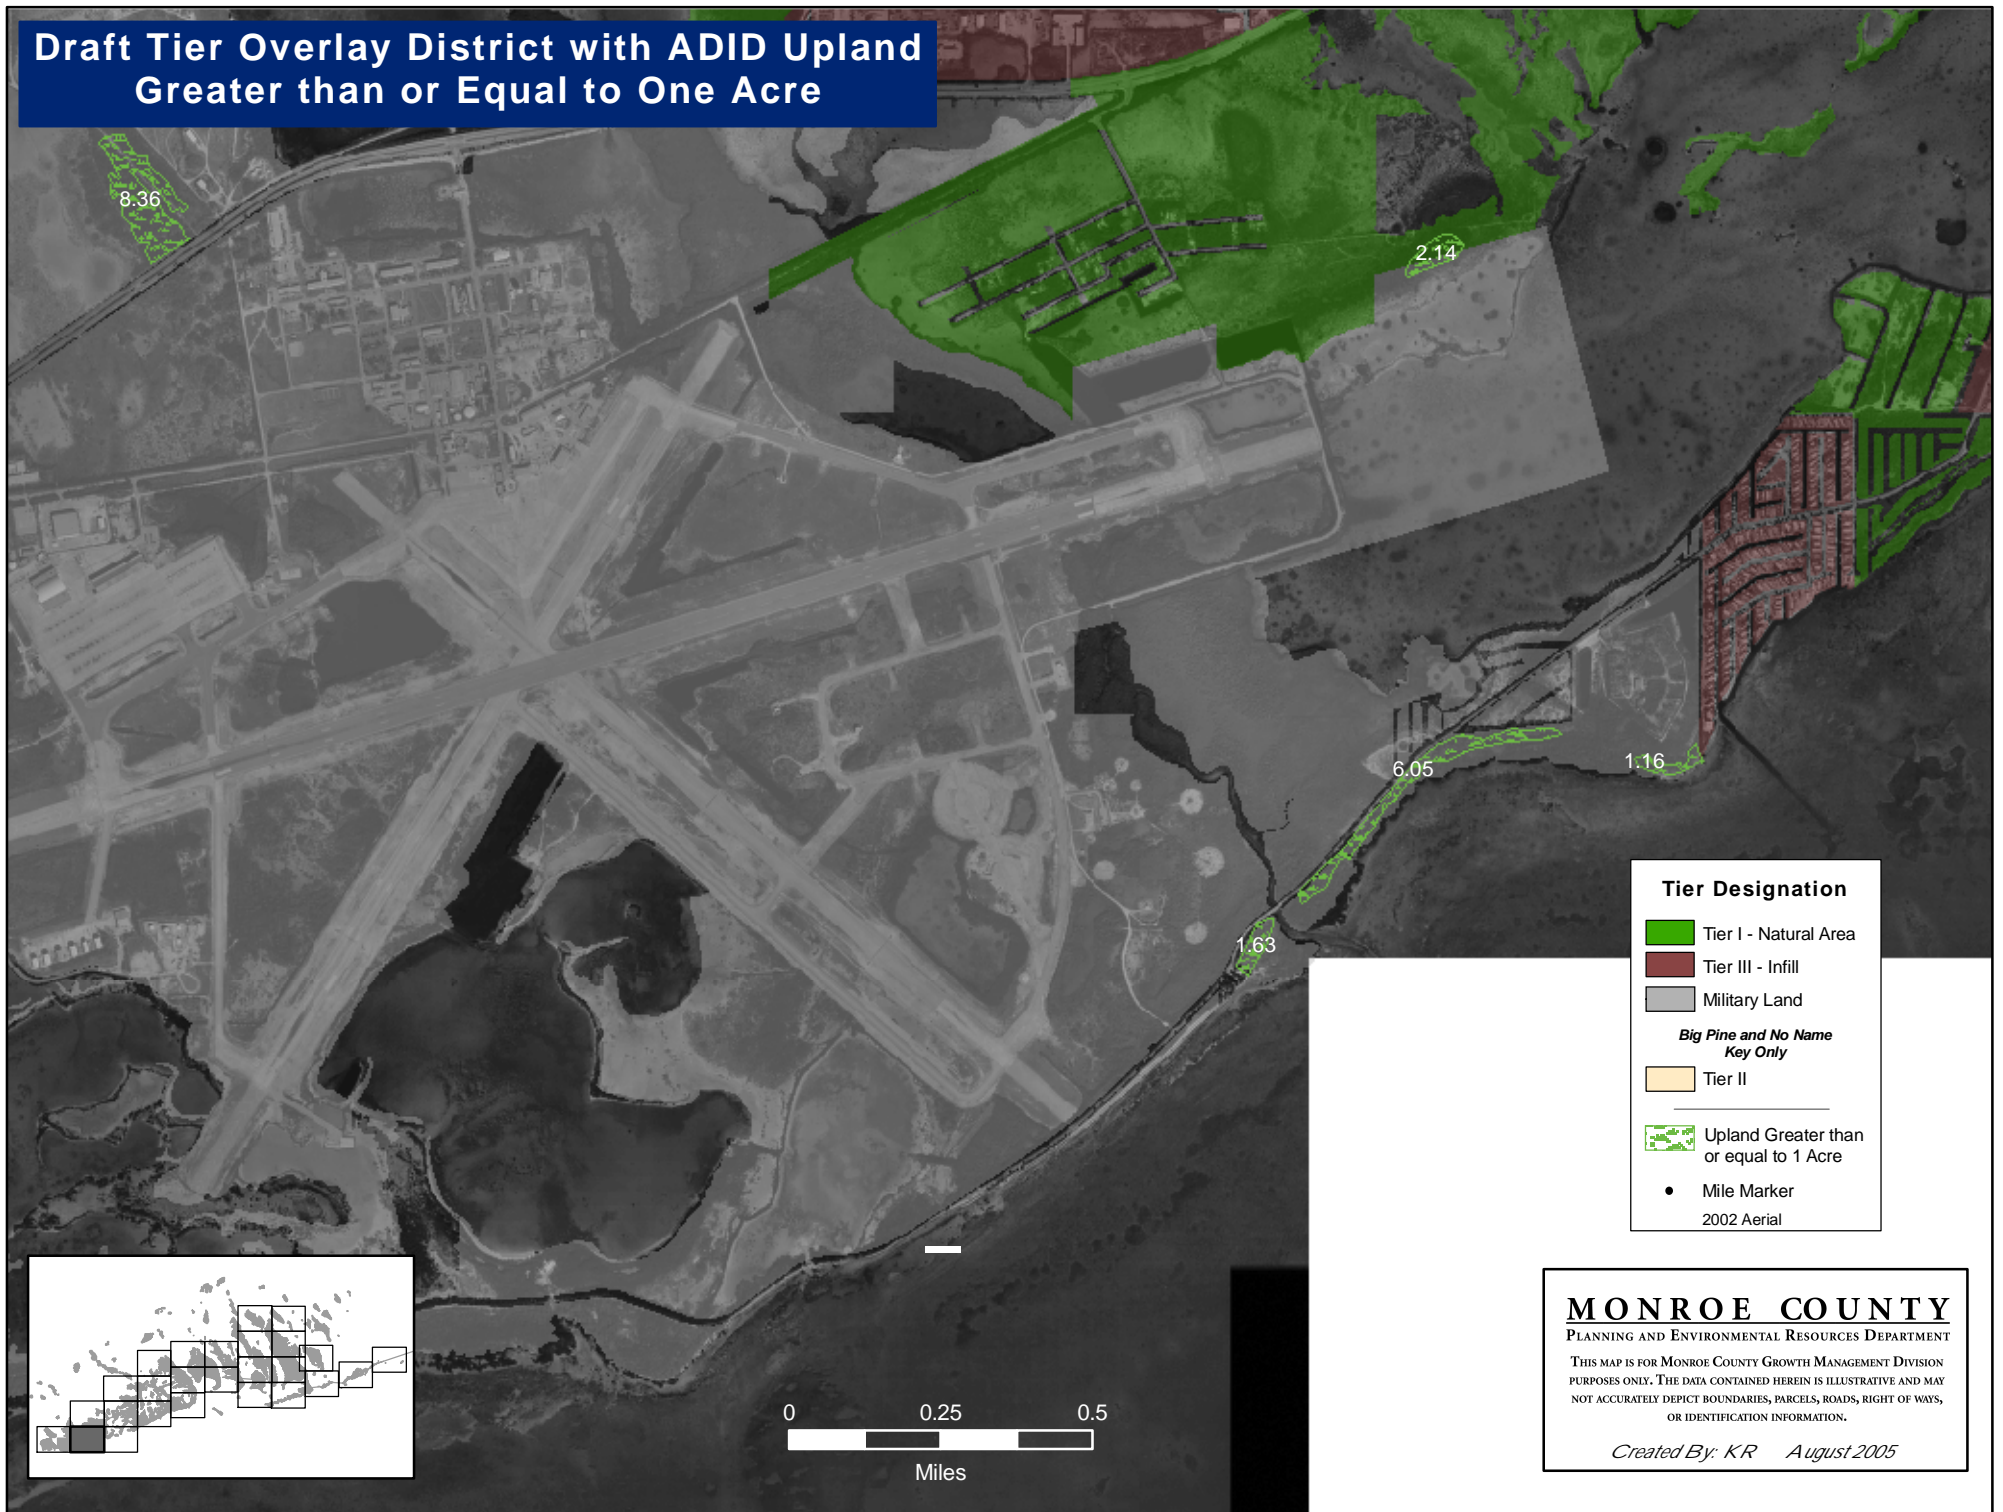 Draft Tier Overlay District with ADID Upland
Greater than or Equal to One Acre
8.36
2.14
6.05
1.16
1.63
Tier Designation
Tier I - Natural Area
Tier III - Infill
Military Land
Big Pine and No Name
Key Only
Tier II
Upland Greater than
or equal to 1 Acre
Mile Marker
2002 Aerial
MONROE COUNTY
PLANNING AND ENVIRONMENTAL RESOURCES DEPARTMENT
THIS MAP IS FOR MONROE COUNTY GROWTH MANAGEMENT DIVISION
PURPOSES ONLY. THE DATA CONTAINED HEREIN IS ILLUSTRATIVE AND MAY
NOT ACCURATELY DEPICT BOUNDARIES, PARCELS, ROADS, RIGHT OF WAYS,
OR IDENTIFICATION INFORMATION.
Created By: KR August 2005
0 0.25 0.5
Miles